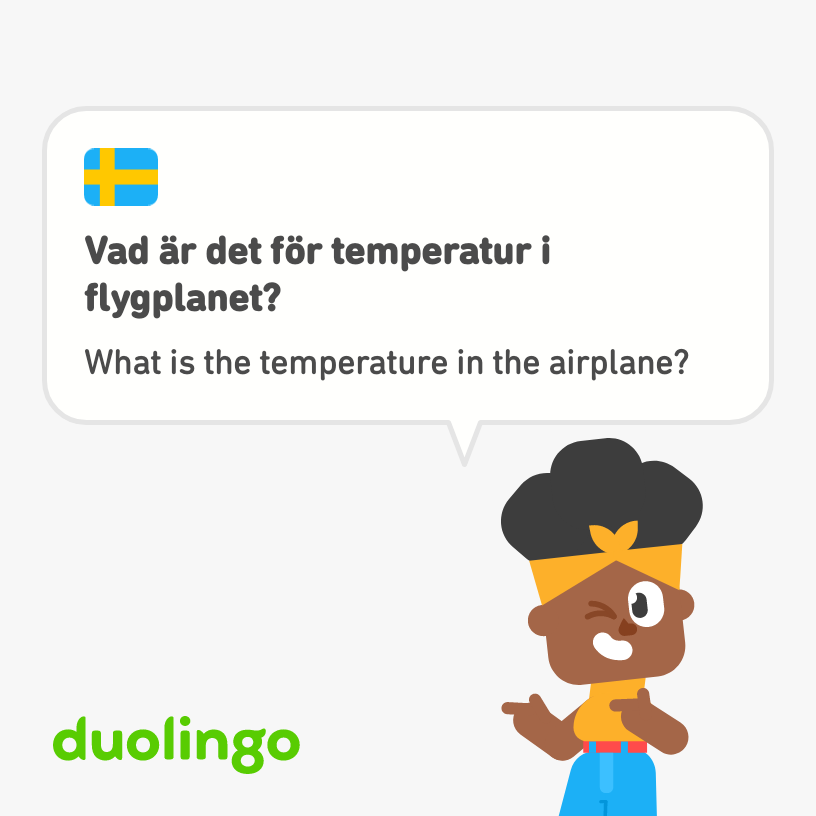 Vad är det för temperatur i
flygplanet?
What is the temperature in the airplane?
duolingo